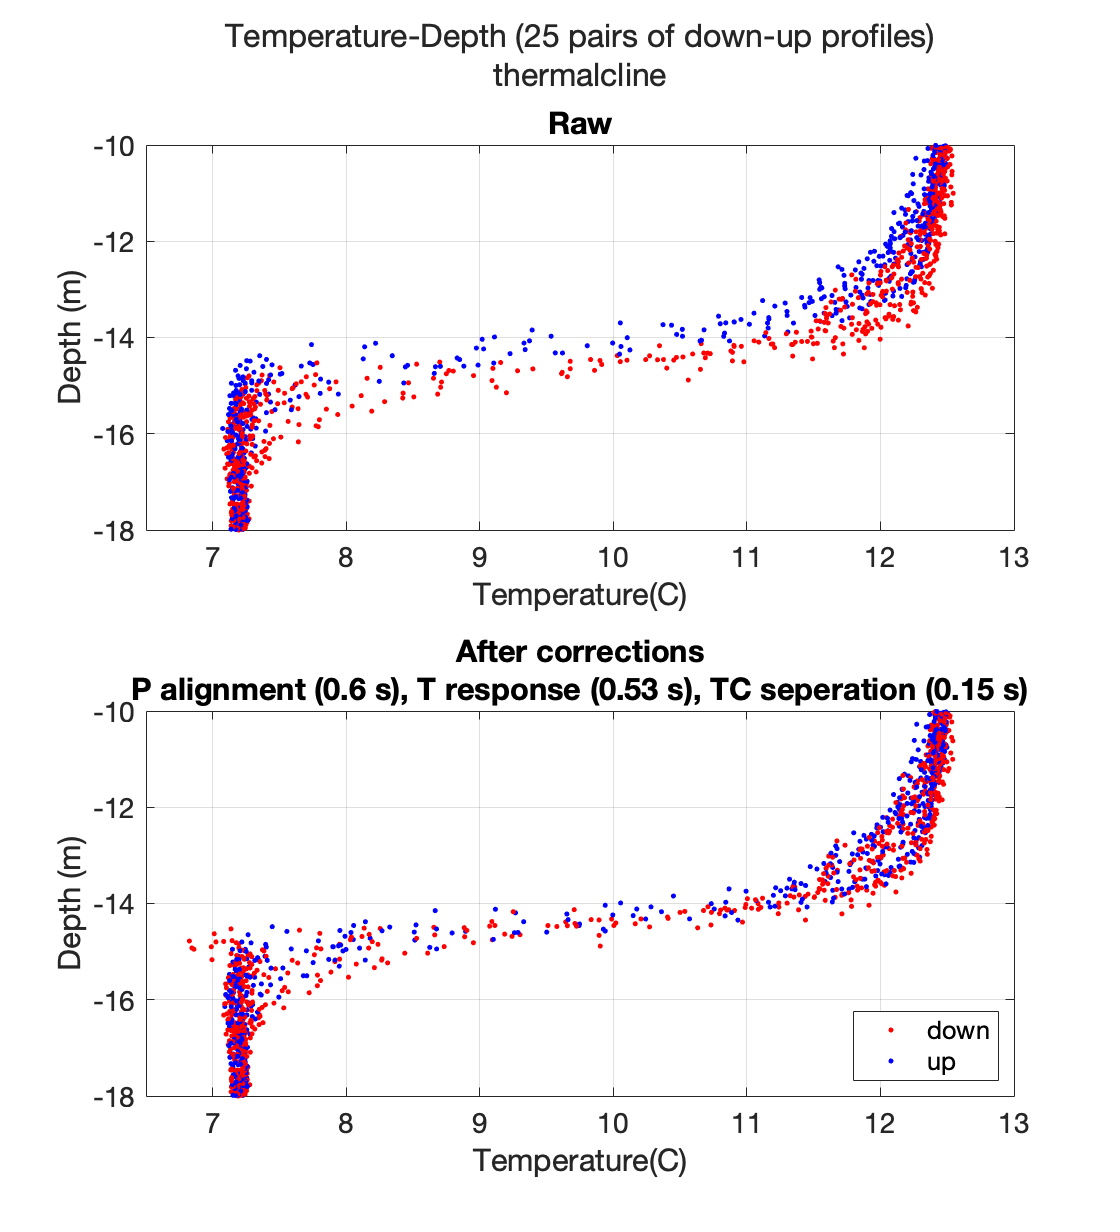 Temperature-Depth (25 pairs of down-up profiles)
thermalcline
Raw
-10
-12
-14
-16
-18
Depth (m)
7 8 9 10 11 12 13
Temperature(C)
After corrections
P alignment (0.6 s), T response (0.53 s), TC seperation (0.15 s)
-10
-12
-14
-16
-18
Depth (m)
down
up
7 8 9 10 11 12 13
Temperature(C)